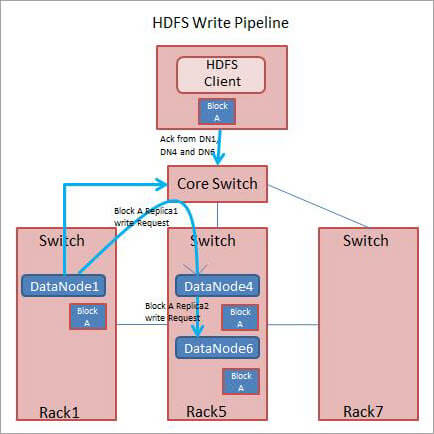 HDFS Write Pipeline
HDFS
Client
Block
A
Ack from DN1,
DN4 and DN6
Core Switch
Block A Replica1
write Request
Switch
Switch
Switch
DataNode1
DataNode4
Block
A
Block A Replica2
write Request
Block
A
DataNode6
Block
A
Rack1
Rack5
Rack7